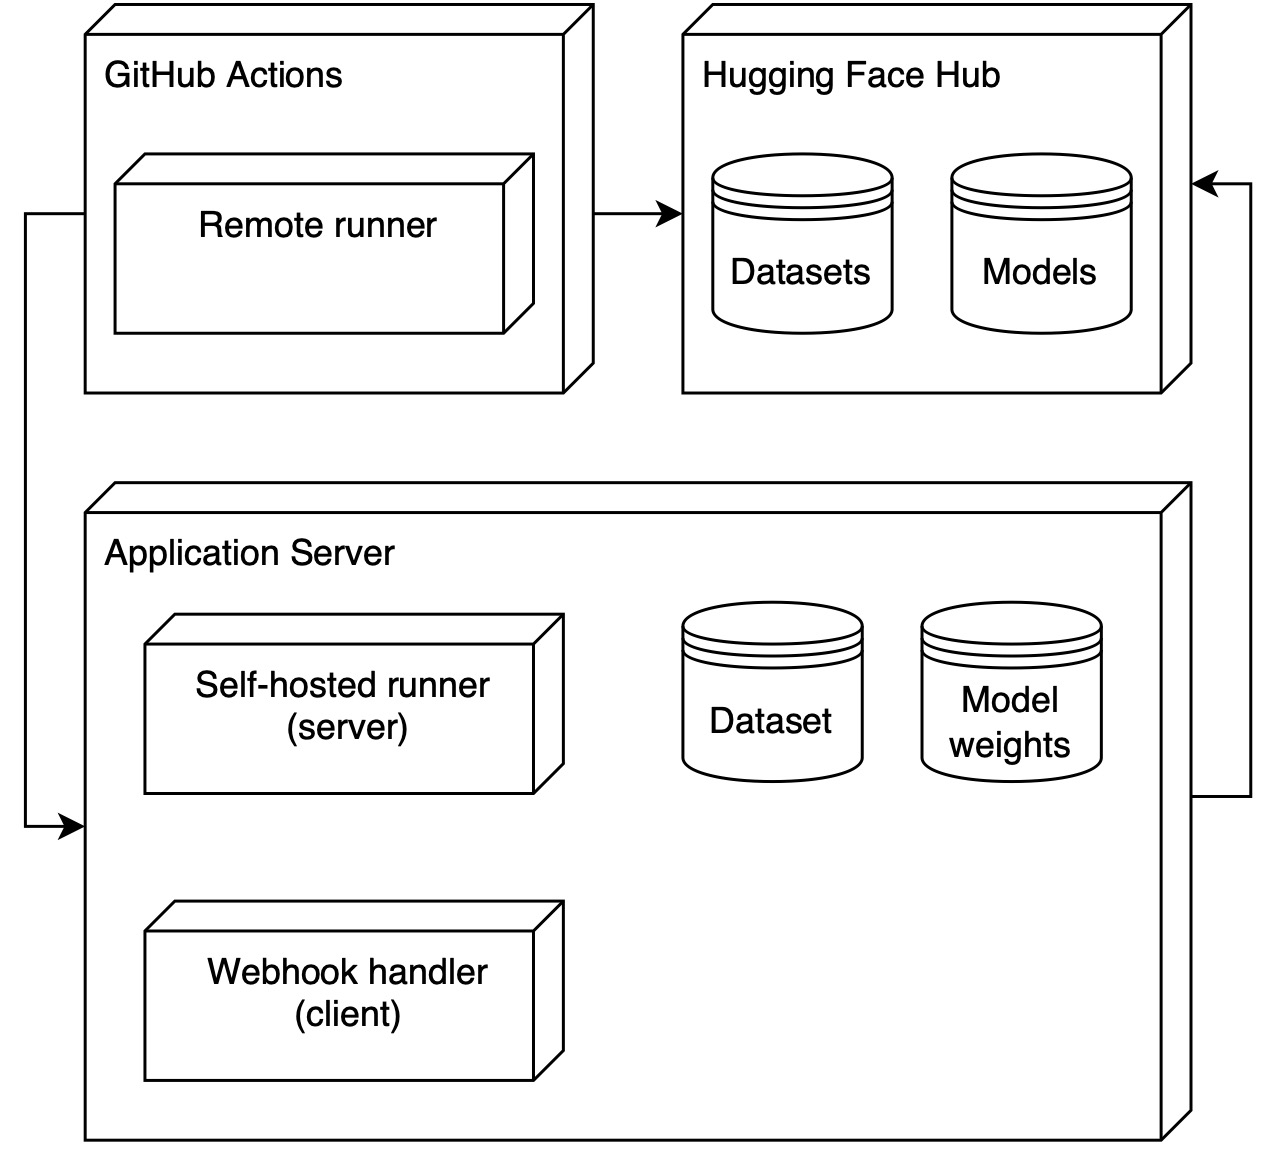 GitHub Actions
Remote runner
Hugging Face Hub
Datasets
Models
Application Server
Self-hosted runner
(server)
Dataset
Model
weights
Webhook handler
(client)